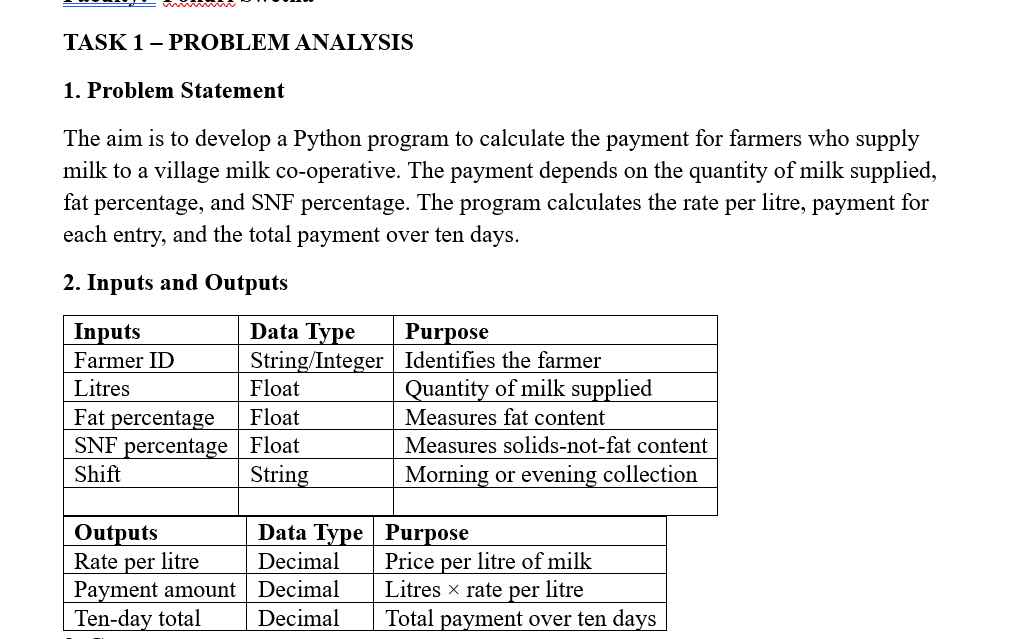 TASK 1 – PROBLEM ANALYSIS
1. Problem Statement
The aim is to develop a Python program to calculate the payment for farmers who supply
milk to a village milk co-operative. The payment depends on the quantity of milk supplied,
fat percentage, and SNF percentage. The program calculates the rate per litre, payment for
each entry, and the total payment over ten days.
2. Inputs and Outputs
Inputs Data Type Purpose
Farmer ID String/Integer Identifies the farmer
Litres Float Quantity of milk supplied
Fat percentage Float Measures fat content
SNF percentage Float Measures solids-not-fat content
Shift String Morning or evening collection
Outputs Data Type Purpose
Rate per litre Decimal Price per litre of milk
Payment amount Decimal Litres × rate per litre
Ten-day total Decimal Total payment over ten days